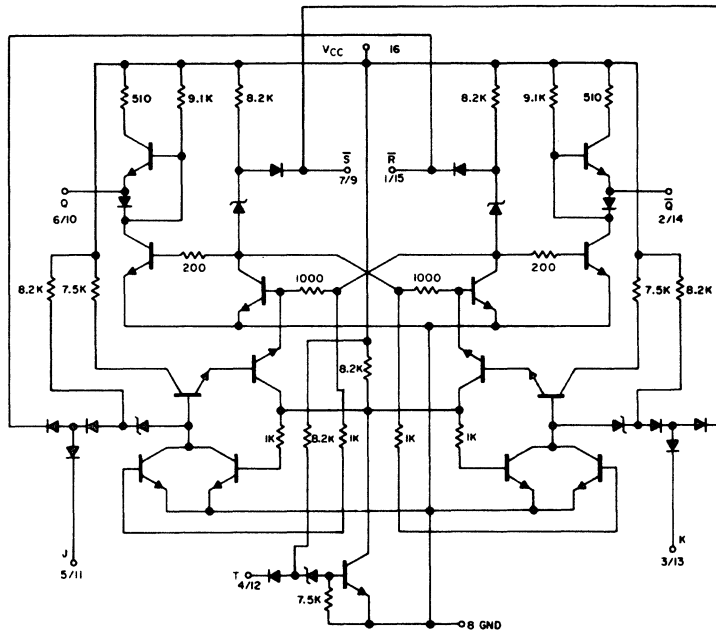 VCC 16
510 9.1K 8.2K 8.2K 9.1K 510
S R
7/9 1/15
Q Q
6/10 2/14
200 1000 1000 200
8.2K 7.5K 7.5K 8.2K
8.2K
1K 8.2K 1K 1K 1K
J K
5/11 3/13
T
4/12
7.5K
8 GND